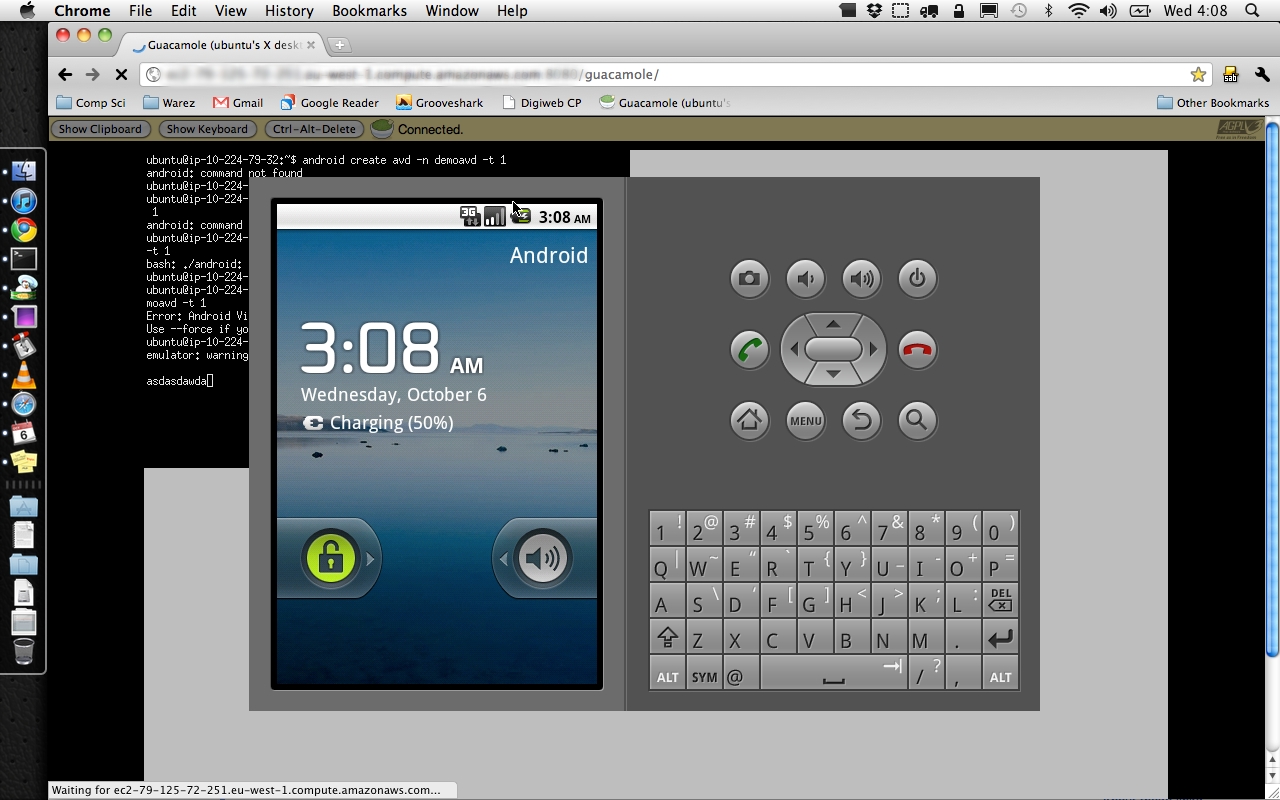 Chrome File Edit View History Bookmarks Window Help Wed 4:08
Guacamole (ubuntu's X desk
/guacamole/
Comp Sci Warez Gmail Google Reader Grooveshark Digiweb CP Guacamole (ubuntu's Other Bookmarks
Show Clipboard Show Keyboard Ctrl-Alt-Delete Connected.
ubuntu@ip-10-224-79-32:~$ android create avd -n demoavd -t 1
android: command not found
ubuntu@ip-10-224-
ubuntu@ip-10-224-
1
android: command
ubuntu@ip-10-224-
-t 1
bash: ./android:
ubuntu@ip-10-224-
ubuntu@ip-10-224-
moavd -t 1
Error: Android Vi
Use --force if yo
ubuntu@ip-10-224-
emulator: warning
asdasdawda
3G 3:08 AM
Android
3:08 AM
Wednesday, October 6
Charging (50%)
MENU
1 ! 2 @ 3 # 4 $ 5 % 6 ^ 7 & 8 * 9 ( 0 )
Q | W ~ E " R ` T { Y } U _ I - O + P =
A S \ D ' F [ G ] H < J > K ; L : DEL
Z X C V B N M .
ALT SYM @ / ? , ALT
6
Waiting for ec2-79-125-72-251.eu-west-1.compute.amazonaws.com...